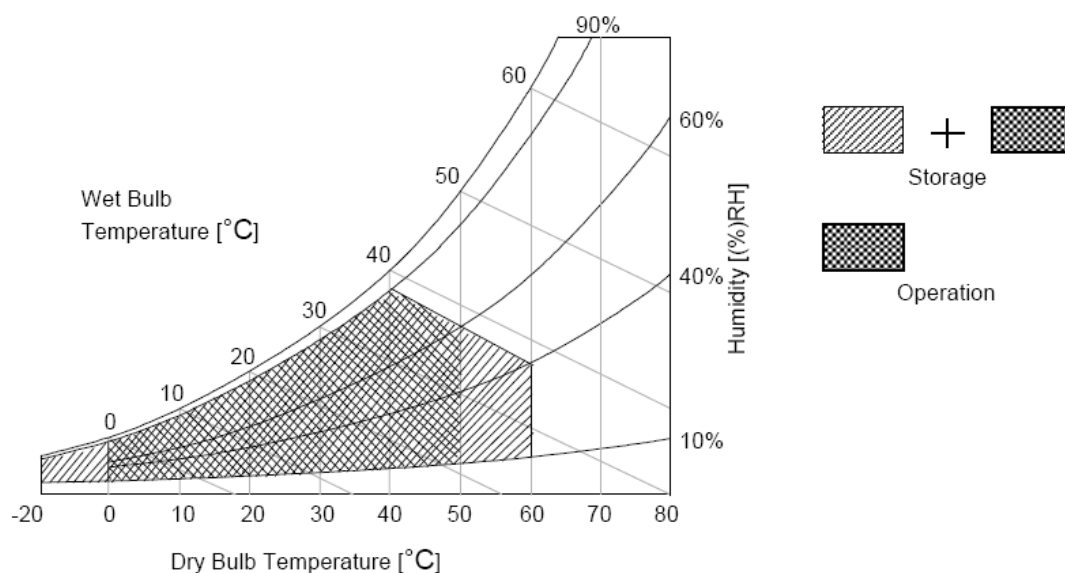 90%
60
60%
50
Wet Bulb
Temperature [°C]
40
40%
30
20
10
0
10%
-20 0 10 20 30 40 50 60 70 80
Dry Bulb Temperature [°C]
Humidity [(%)RH]
+
Storage
Operation